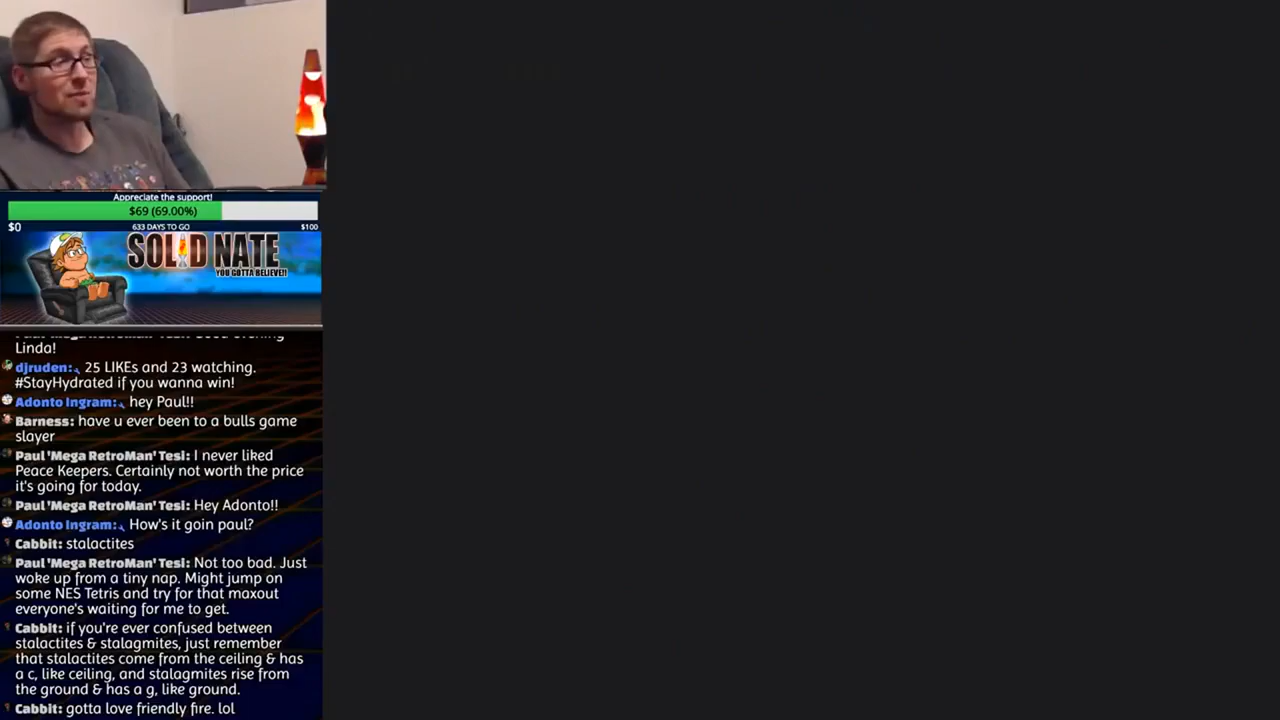 Appreciate the support!
$69 (69.00%)
$0 633 DAYS TO GO $100
SOLID NATE
YOU GOTTA BELIEVE!!
Linda!
djruden: 25 LIKEs and 23 watching.
#StayHydrated if you wanna win!
Adonto Ingram: hey Paul!!
Barness: have u ever been to a bulls game
slayer
Paul 'Mega RetroMan' Tesi: I never liked
Peace Keepers. Certainly not worth the price
it's going for today.
Paul 'Mega RetroMan' Tesi: Hey Adonto!!
Adonto Ingram: How's it goin paul?
Cabbit: stalactites
Paul 'Mega RetroMan' Tesi: Not too bad. Just
woke up from a tiny nap. Might jump on
some NES Tetris and try for that maxout
everyone's waiting for me to get.
Cabbit: if you're ever confused between
stalactites & stalagmites, just remember
that stalactites come from the ceiling & has
a c, like ceiling, and stalagmites rise from
the ground & has a g, like ground.
Cabbit: gotta love friendly fire. lol